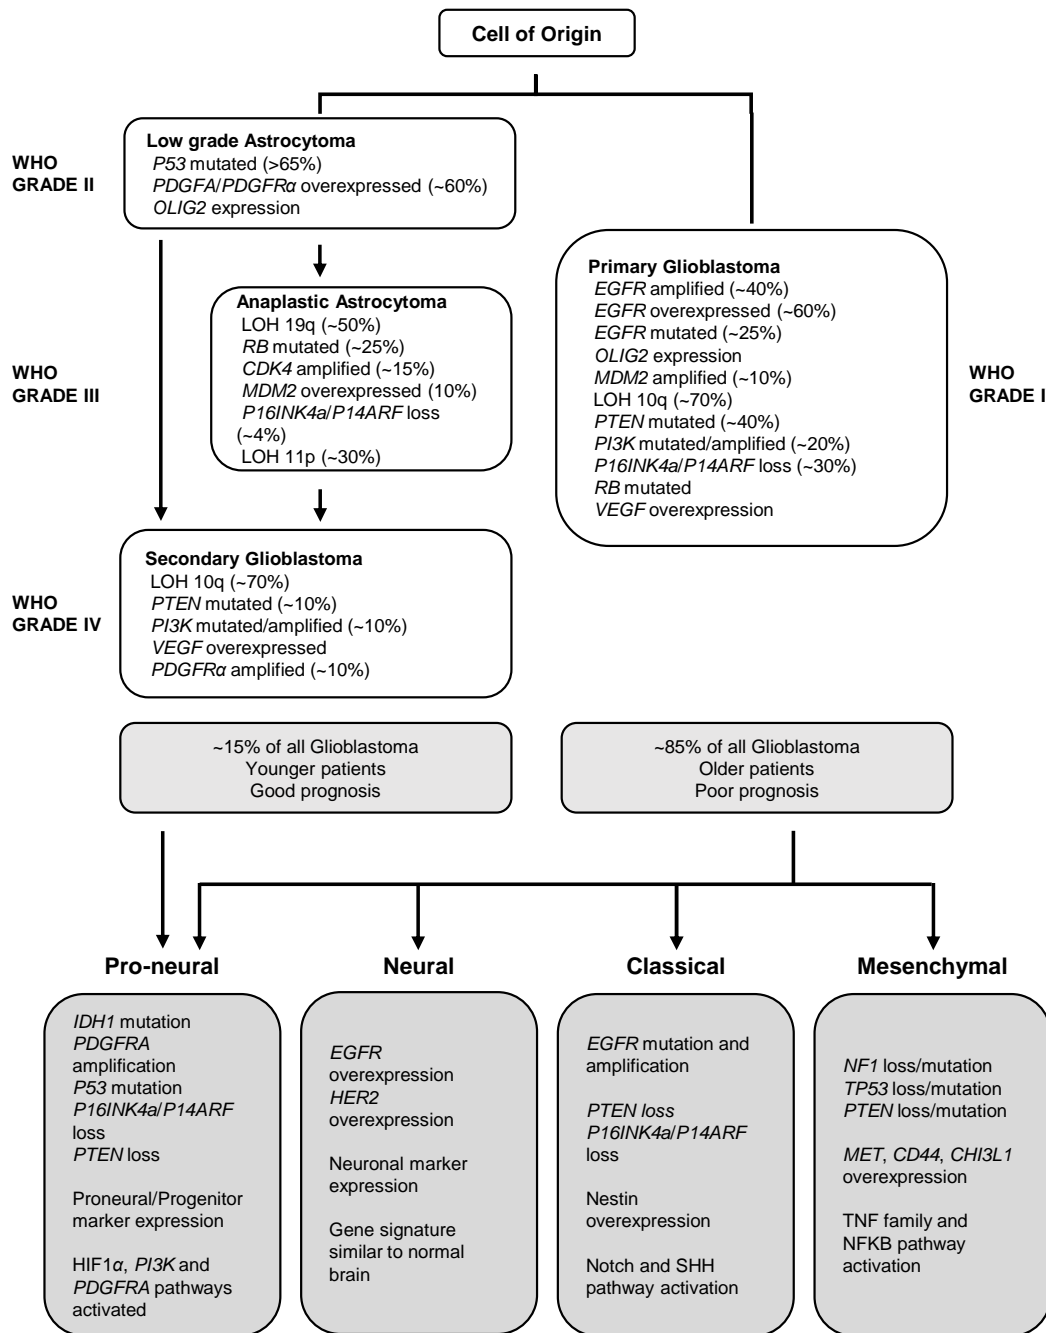 Cell of Origin
WHO
GRADE II
Low grade Astrocytoma
P53 mutated (>65%)
PDGFA/PDGFRα overexpressed (~60%)
OLIG2 expression
WHO
GRADE III
Anaplastic Astrocytoma
LOH 19q (~50%)
RB mutated (~25%)
CDK4 amplified (~15%)
MDM2 overexpressed (10%)
P16INK4a/P14ARF loss
(~4%)
LOH 11p (~30%)
Primary Glioblastoma
EGFR amplified (~40%)
EGFR overexpressed (~60%)
EGFR mutated (~25%)
OLIG2 expression
MDM2 amplified (~10%)
LOH 10q (~70%)
PTEN mutated (~40%)
PI3K mutated/amplified (~20%)
P16INK4a/P14ARF loss (~30%)
RB mutated
VEGF overexpression
WHO
GRADE I
WHO
GRADE IV
Secondary Glioblastoma
LOH 10q (~70%)
PTEN mutated (~10%)
PI3K mutated/amplified (~10%)
VEGF overexpressed
PDGFRα amplified (~10%)
~15% of all Glioblastoma
Younger patients
Good prognosis
~85% of all Glioblastoma
Older patients
Poor prognosis
Pro-neural
IDH1 mutation
PDGFRA
amplification
P53 mutation
P16INK4a/P14ARF
loss
PTEN loss
Proneural/Progenitor
marker expression
HIF1α, PI3K and
PDGFRA pathways
activated
Neural
EGFR
overexpression
HER2
overexpression
Neuronal marker
expression
Gene signature
similar to normal
brain
Classical
EGFR mutation and
amplification
PTEN loss
P16INK4a/P14ARF
loss
Nestin
overexpression
Notch and SHH
pathway activation
Mesenchymal
NF1 loss/mutation
TP53 loss/mutation
PTEN loss/mutation
MET, CD44, CHI3L1
overexpression
TNF family and
NFKB pathway
activation